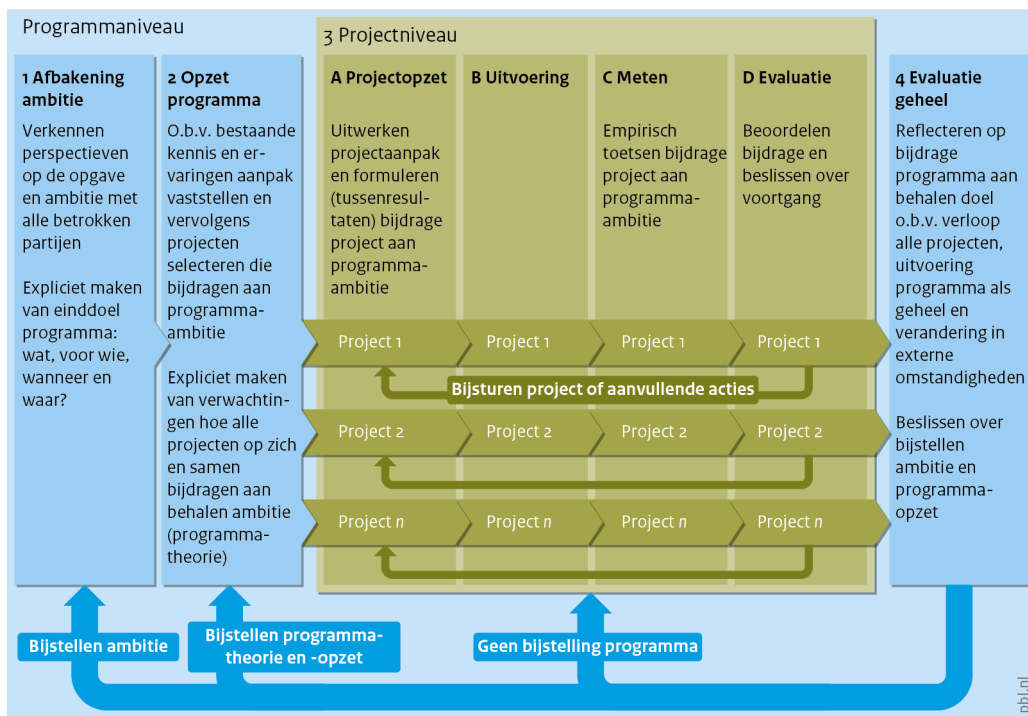 Programmaniveau
3 Projectniveau
1 Afbakening
ambitie
Verkennen
perspectieven
op de opgave
en ambitie met
alle betrokken
partijen
Expliciet maken
van einddoel
programma:
wat, voor wie,
wanneer en
waar?
2 Opzet
programma
O.b.v. bestaande
kennis en er-
varingen aanpak
vaststellen en
vervolgens
projecten
selecteren die
bijdragen aan
programma-
ambitie
Expliciet maken
van verwachtin-
gen hoe alle
projecten op zich
en samen
bijdragen aan
behalen ambitie
(programma-
theorie)
A Projectopzet
Uitwerken
projectaanpak
en formuleren
(tussenresul-
taten) bijdrage
project aan
programma-
ambitie
B Uitvoering
C Meten
Empirisch
toetsen bijdrage
project aan
programma-
ambitie
D Evaluatie
Beoordelen
bijdrage en
beslissen over
voortgang
Project 1
Project 1
Project 1
Project 1
Bijsturen project of aanvullende acties
Project 2
Project 2
Project 2
Project 2
Project n
Project n
Project n
Project n
4 Evaluatie
geheel
Reflecteren op
bijdrage
programma aan
behalen doel
o.b.v. verloop
alle projecten,
uitvoering
programma als
geheel en
verandering in
externe
omstandigheden
Beslissen over
bijstellen
ambitie en
programma-
opzet
Bijstellen ambitie
Bijstellen programma-
theorie en -opzet
Geen bijstelling programma
pbl.nl